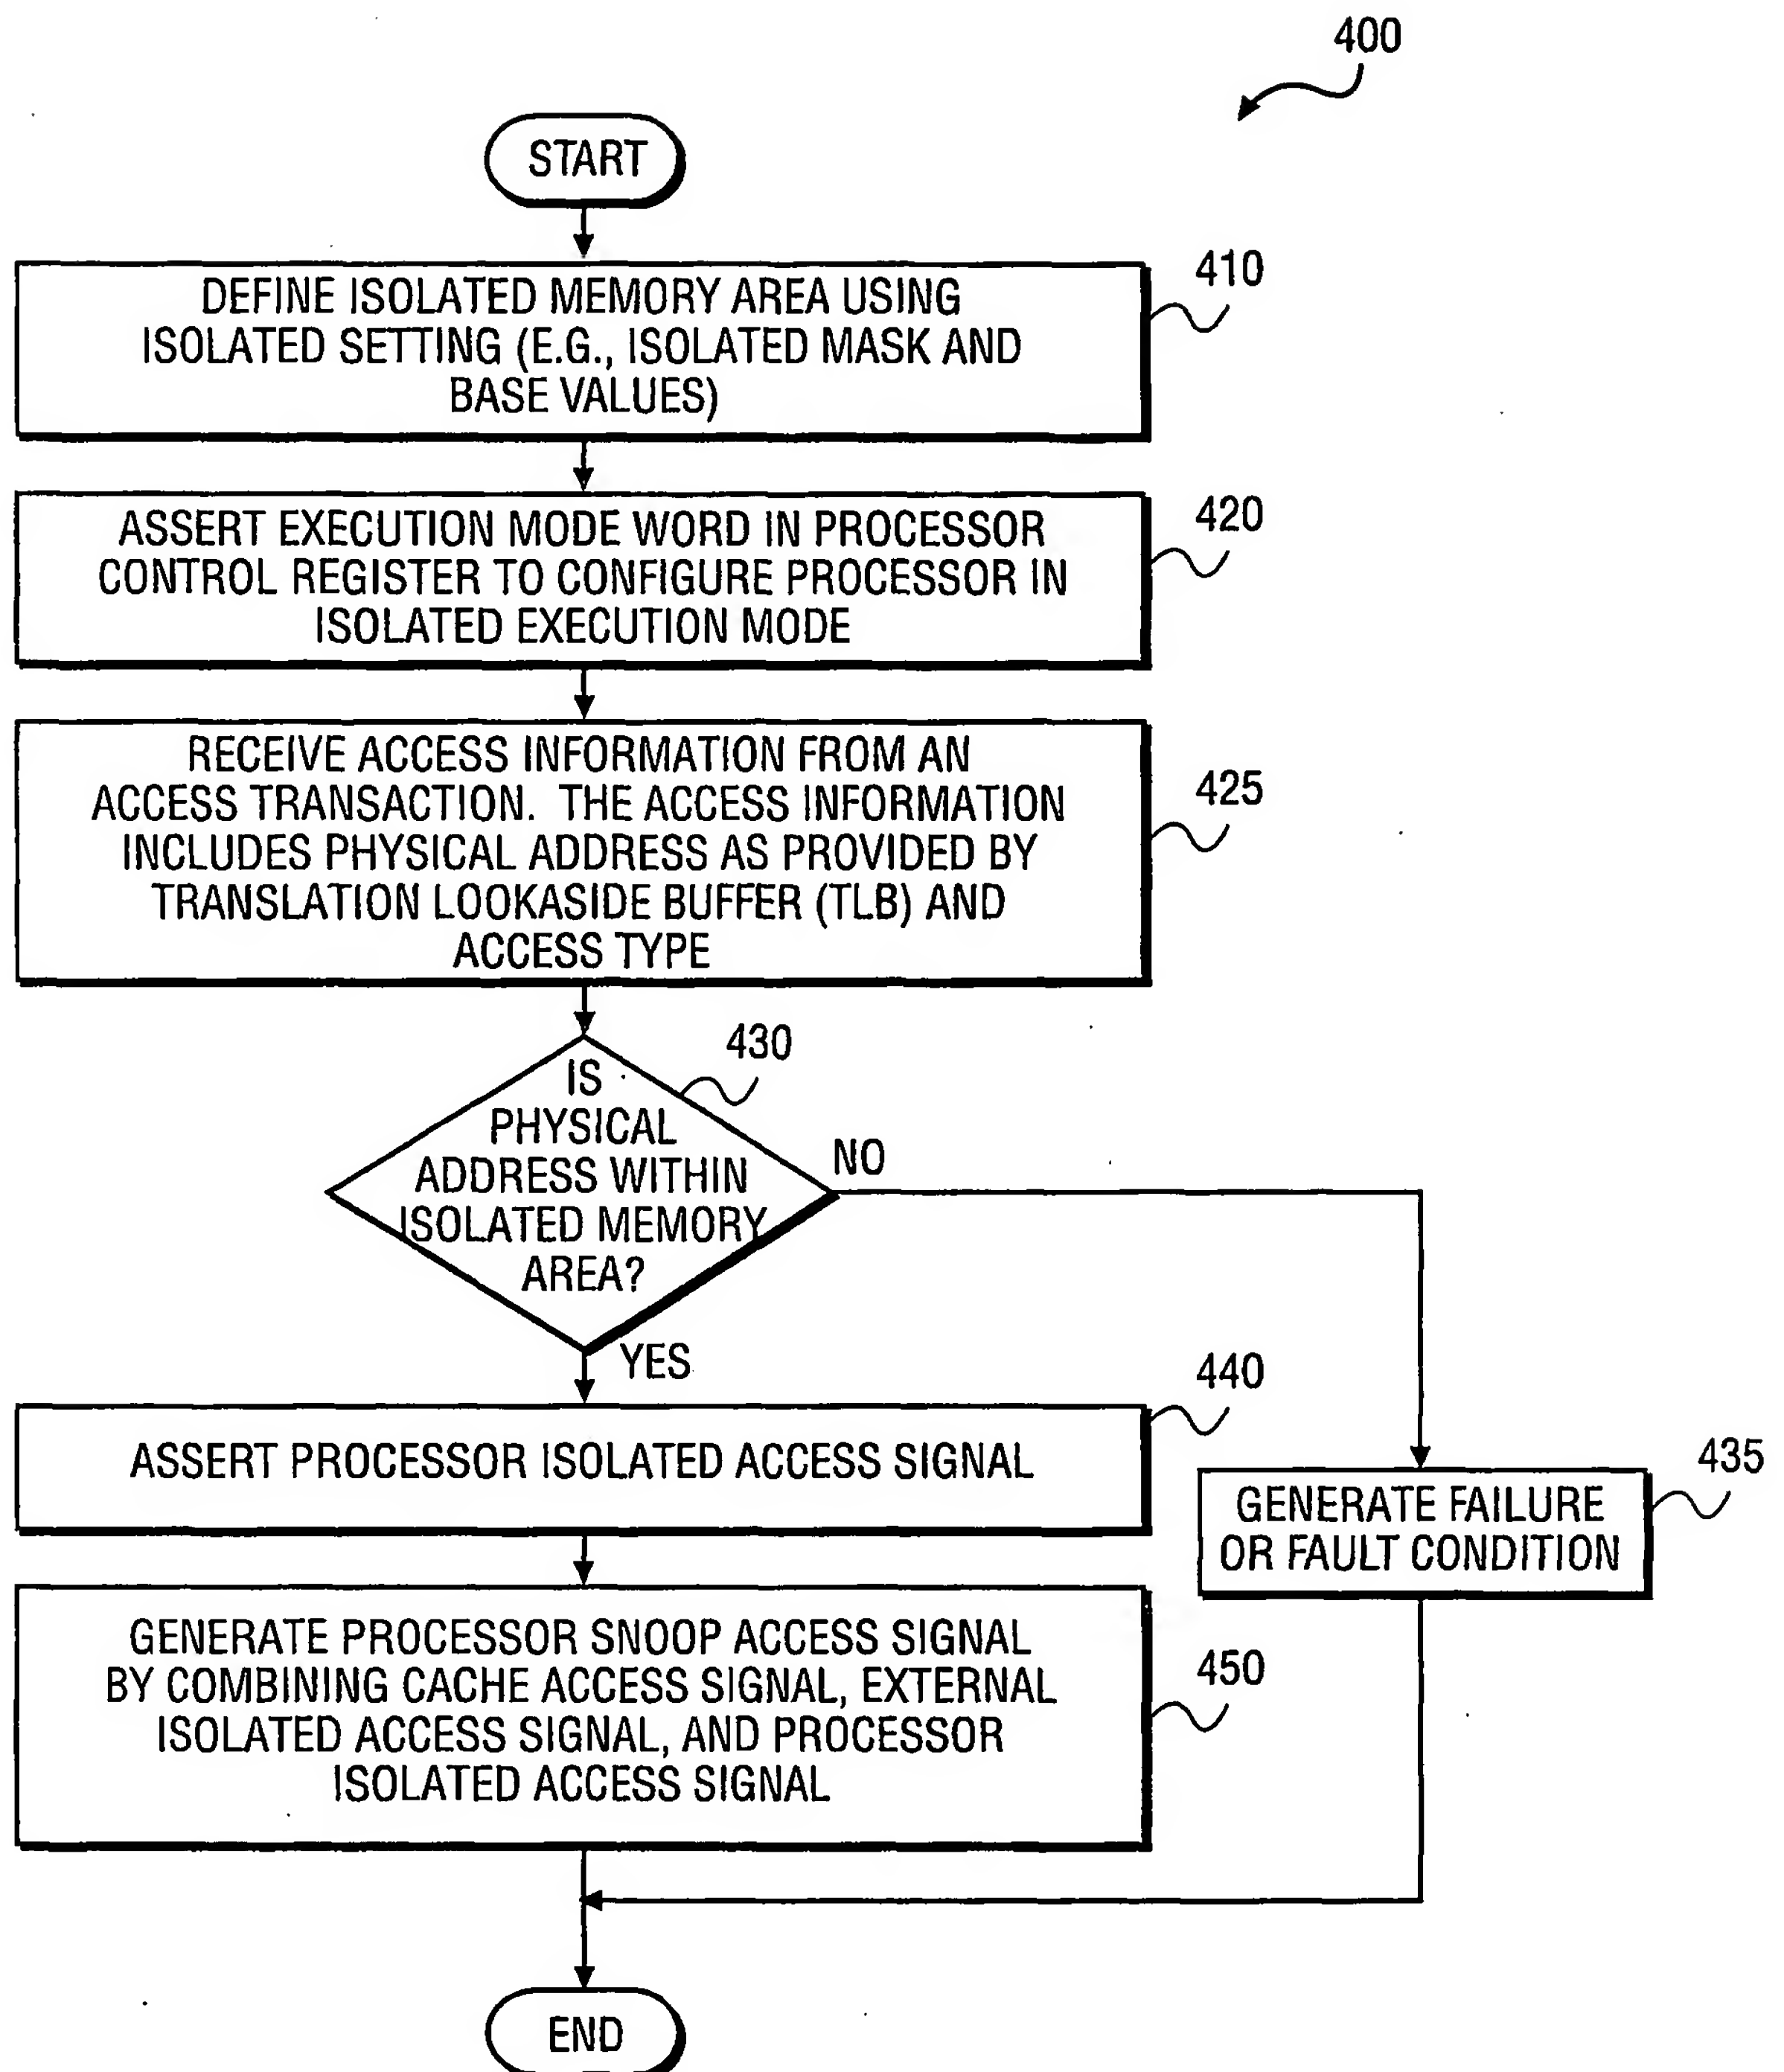 400
START
410
DEFINE ISOLATED MEMORY AREA USING
ISOLATED SETTING (E.G., ISOLATED MASK AND
BASE VALUES)
420
ASSERT EXECUTION MODE WORD IN PROCESSOR
CONTROL REGISTER TO CONFIGURE PROCESSOR IN
ISOLATED EXECUTION MODE
425
RECEIVE ACCESS INFORMATION FROM AN
ACCESS TRANSACTION. THE ACCESS INFORMATION
INCLUDES PHYSICAL ADDRESS AS PROVIDED BY
TRANSLATION LOOKASIDE BUFFER (TLB) AND
ACCESS TYPE
430
IS
PHYSICAL
ADDRESS WITHIN
ISOLATED MEMORY
AREA?
NO
YES
440
ASSERT PROCESSOR ISOLATED ACCESS SIGNAL
435
GENERATE FAILURE
OR FAULT CONDITION
450
GENERATE PROCESSOR SNOOP ACCESS SIGNAL
BY COMBINING CACHE ACCESS SIGNAL, EXTERNAL
ISOLATED ACCESS SIGNAL, AND PROCESSOR
ISOLATED ACCESS SIGNAL
END